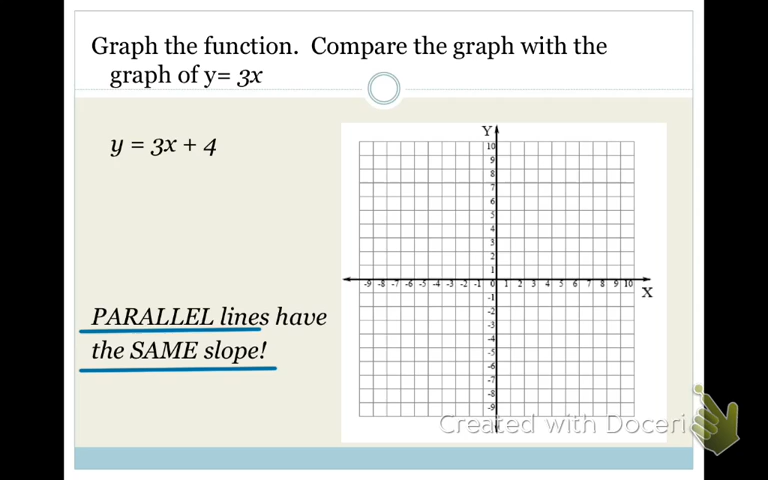 Graph the function. Compare the graph with the
graph of y= 3x
y = 3x + 4
PARALLEL lines have
the SAME slope!
Y
10
9
8
7
6
5
4
3
2
1
-9 -8 -7 -6 -5 -4 -3 -2 -1 0 1 2 3 4 5 6 7 8 9 10
X
-1
-2
-3
-4
-5
-6
-7
-8
-9
Created with Doceri